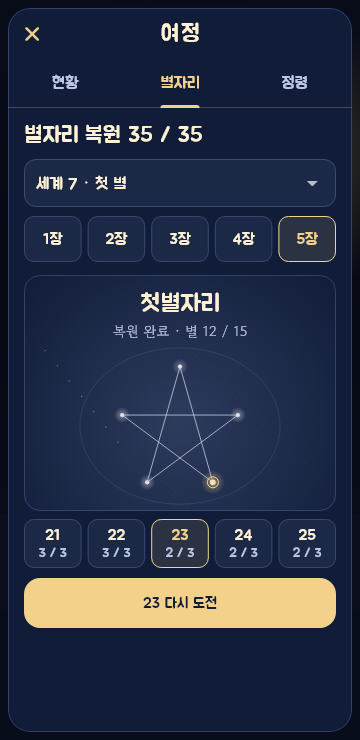 여정
현황
별자리
정령
별자리 복원 35 / 35
세계 7 · 첫 별
1장
2장
3장
4장
5장
첫별자리
복원 완료 · 별 12 / 15
21
22
23
24
25
3 / 3
3 / 3
2 / 3
2 / 3
2 / 3
23 다시 도전